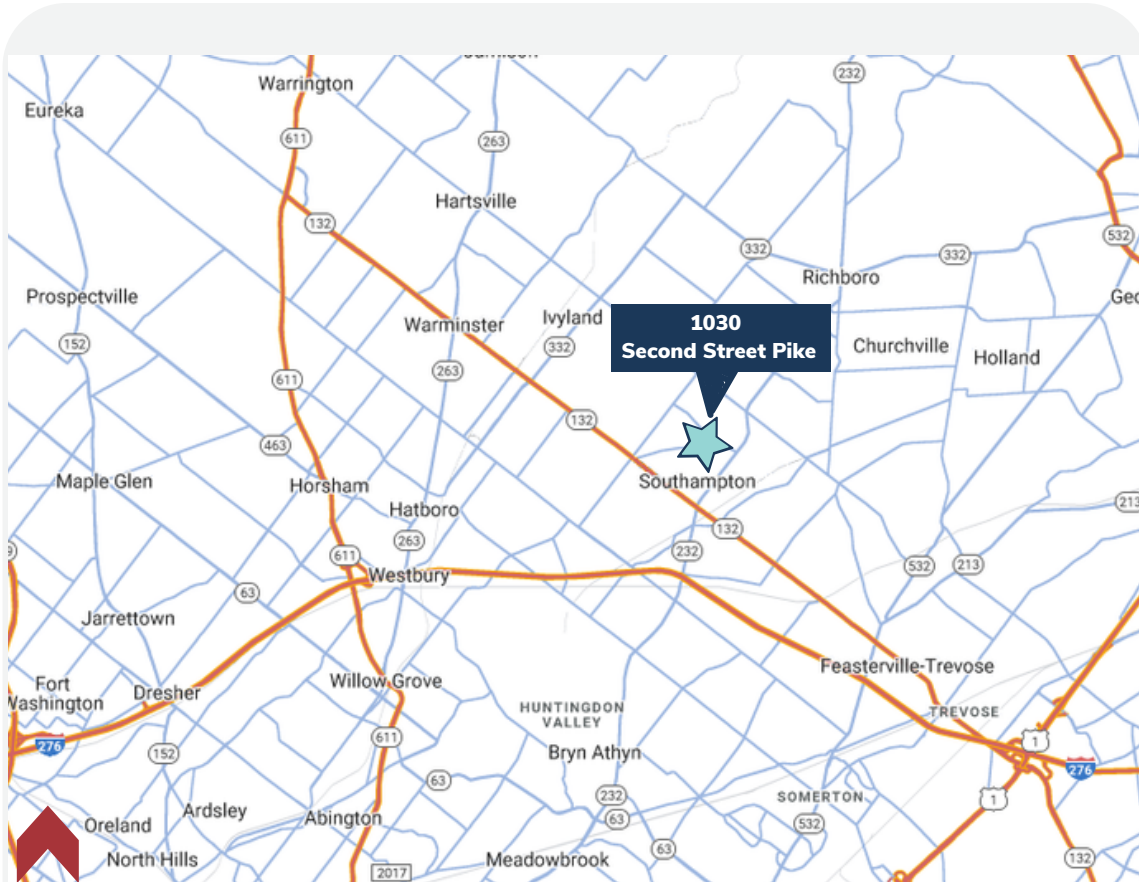 Warrington
232
Eureka
611
263
Hartsville
132
532
332
332
Richboro
Prospectville
1030
Second Street Pike
Ivyland
Warminster
152
332
Churchville
Holland
263
611
132
463
Maple Glen
Southampton
Horsham
213
Hatboro
132
263
232
611
532
213
Westbury
63
Jarrettown
Feasterville-Trevose
Willow Grove
Fort
Washington
Dresher
HUNTINGDON
VALLEY
TREVOSE
611
1
276
152
Bryn Athyn
276
63
232
SOMERTON
1
Ardsley
63
532
Oreland
Abington
63
132
North Hills
Meadowbrook
2017